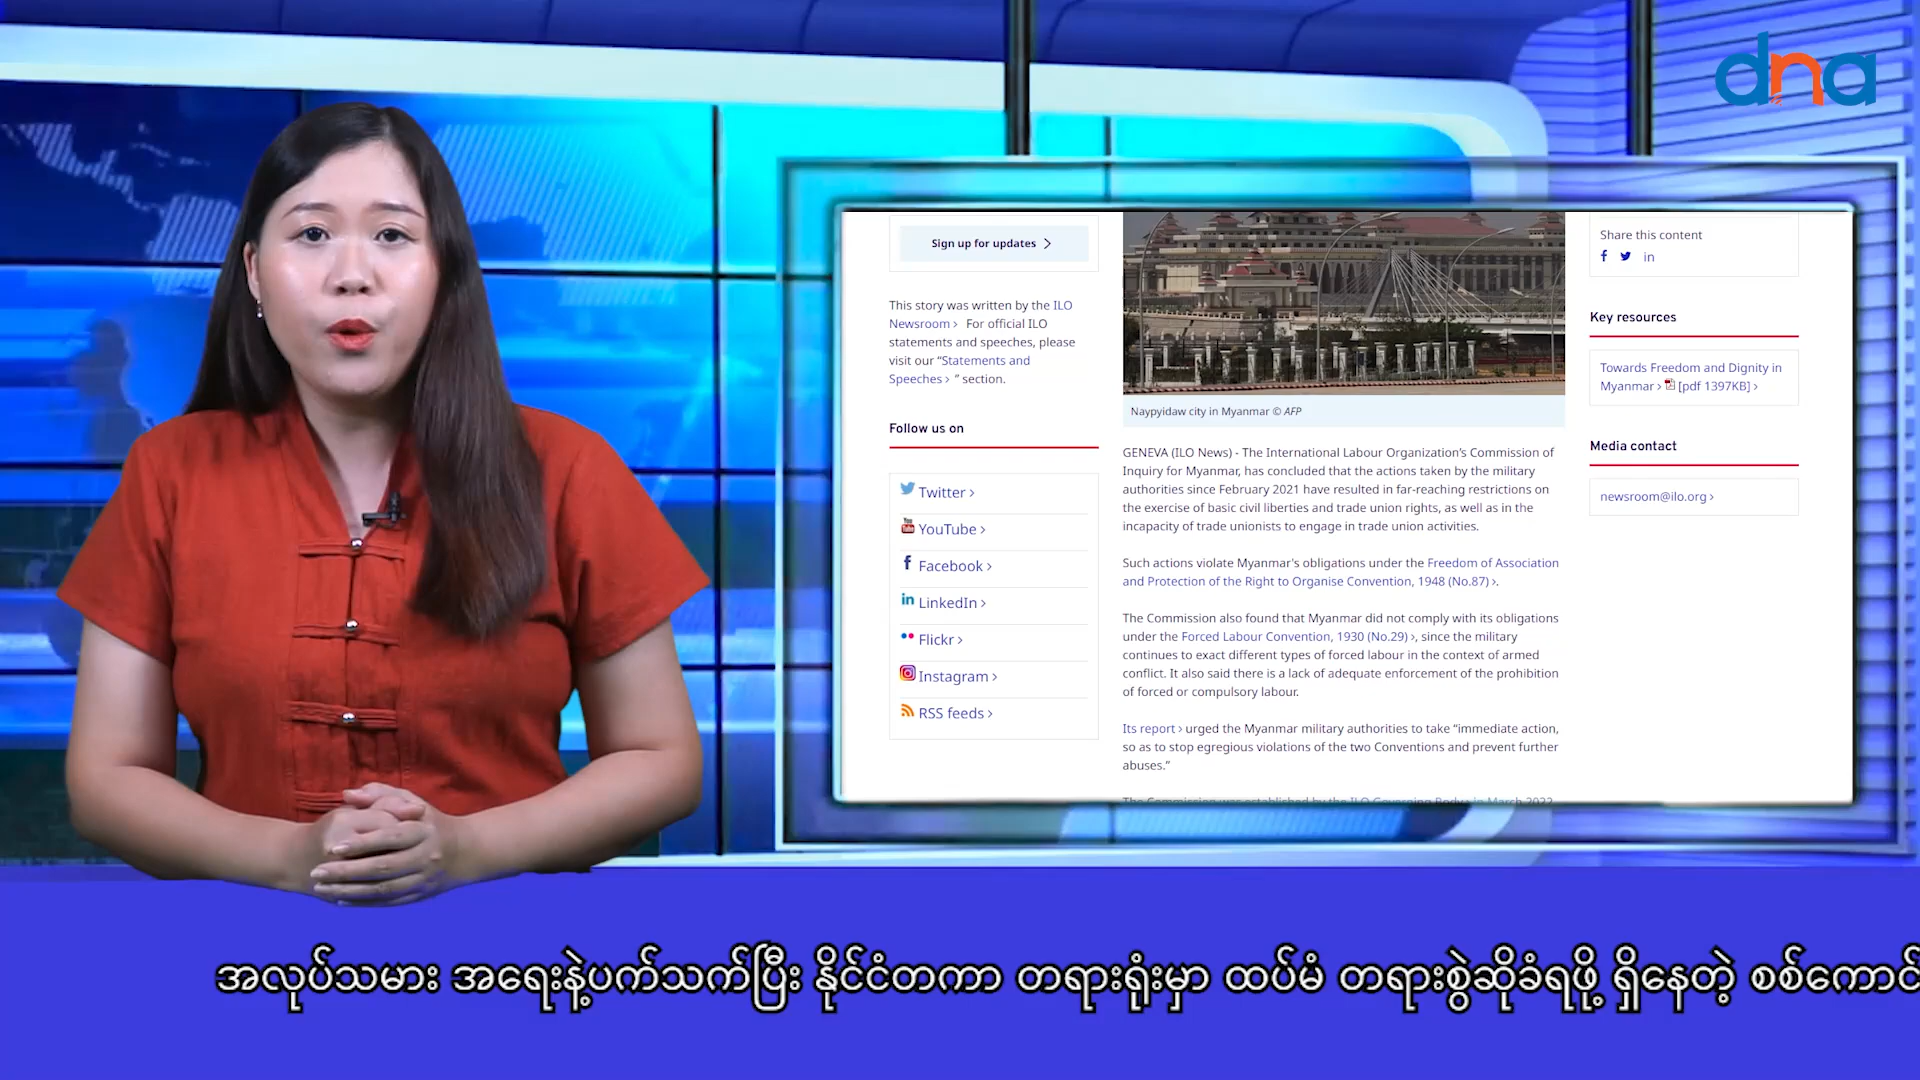 dna
Sign up for updates
This story was written by the ILO
Newsroom › For official ILO
statements and speeches, please
visit our “Statements and
Speeches › ” section.
Follow us on
Twitter ›
YouTube ›
Facebook ›
LinkedIn ›
Flickr ›
Instagram ›
RSS feeds ›
Naypyidaw city in Myanmar © AFP
GENEVA (ILO News) - The International Labour Organization’s Commission of
Inquiry for Myanmar, has concluded that the actions taken by the military
authorities since February 2021 have resulted in far-reaching restrictions on
the exercise of basic civil liberties and trade union rights, as well as in the
incapacity of trade unionists to engage in trade union activities.
Such actions violate Myanmar's obligations under the Freedom of Association
and Protection of the Right to Organise Convention, 1948 (No.87) ›.
The Commission also found that Myanmar did not comply with its obligations
under the Forced Labour Convention, 1930 (No.29) ›, since the military
continues to exact different types of forced labour in the context of armed
conflict. It also said there is a lack of adequate enforcement of the prohibition
of forced or compulsory labour.
Its report › urged the Myanmar military authorities to take “immediate action,
so as to stop egregious violations of the two Conventions and prevent further
abuses.”
The Commission was established by the ILO Governing Body › in March 2022
Share this content
Key resources
Towards Freedom and Dignity in
Myanmar › [pdf 1397KB] ›
Media contact
newsroom@ilo.org ›
အလုပ်သမား အရေးနဲ့ပက်သက်ပြီး နိုင်ငံတကာ တရားရုံးမှာ ထပ်မံ တရားစွဲဆိုခံရဖို့ ရှိနေတဲ့ စစ်ကောင်